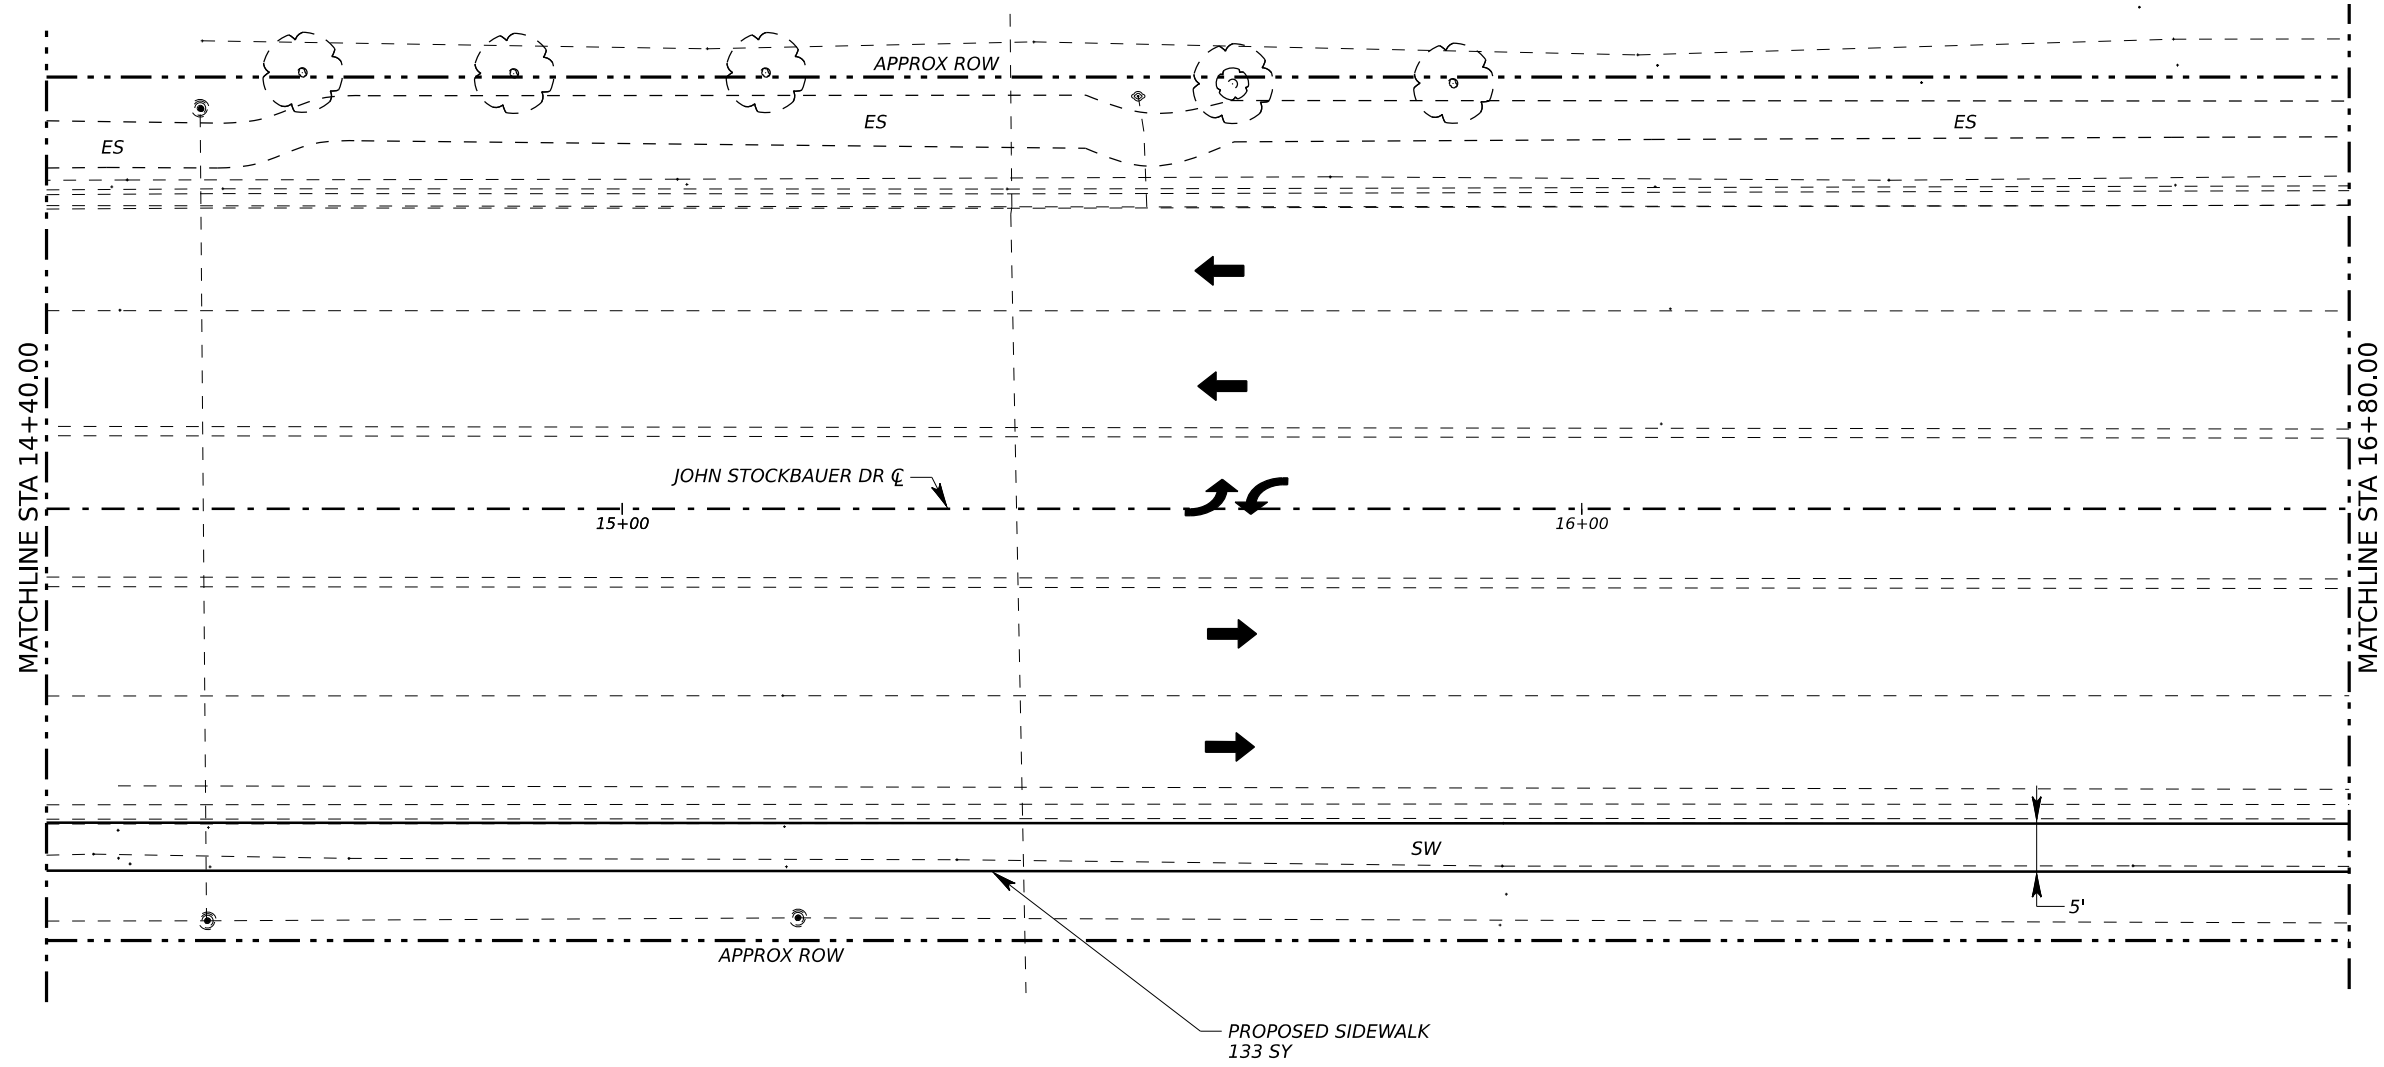 APPROX ROW
ES
ES
ES
MATCHLINE STA 14+40.00
MATCHLINE STA 16+80.00
JOHN STOCKBAUER DR ℄
15+00
16+00
SW
5'
APPROX ROW
PROPOSED SIDEWALK
133 SY